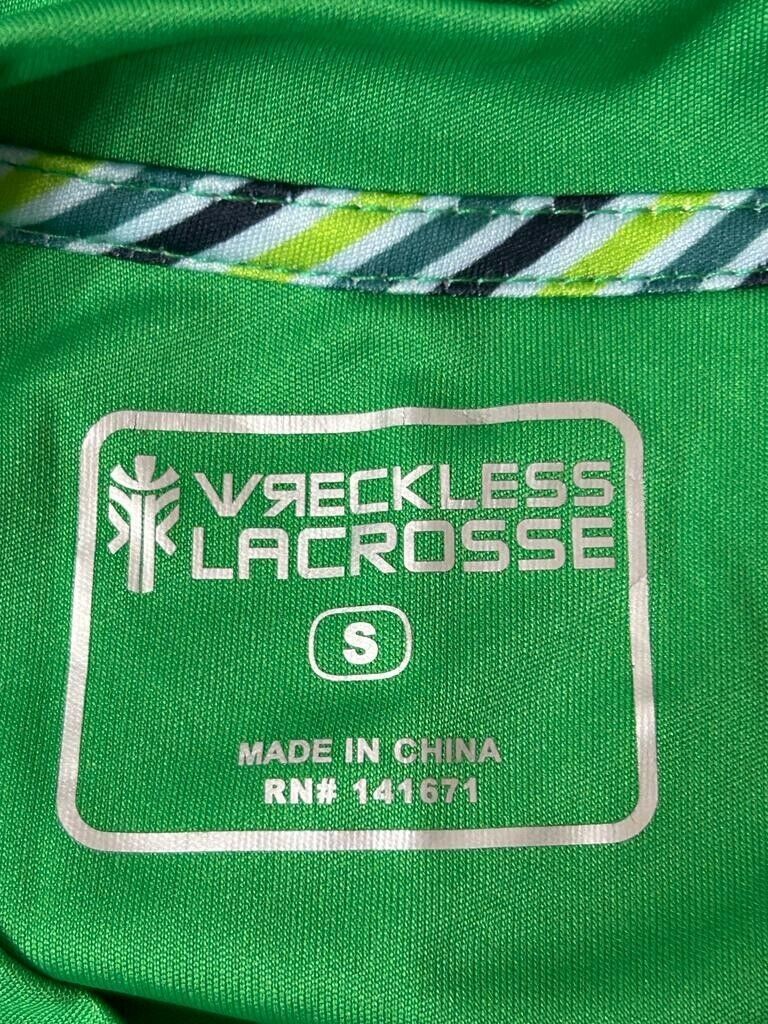 WRECKLESS
LACROSSE
S
MADE IN CHINA
RN# 141671